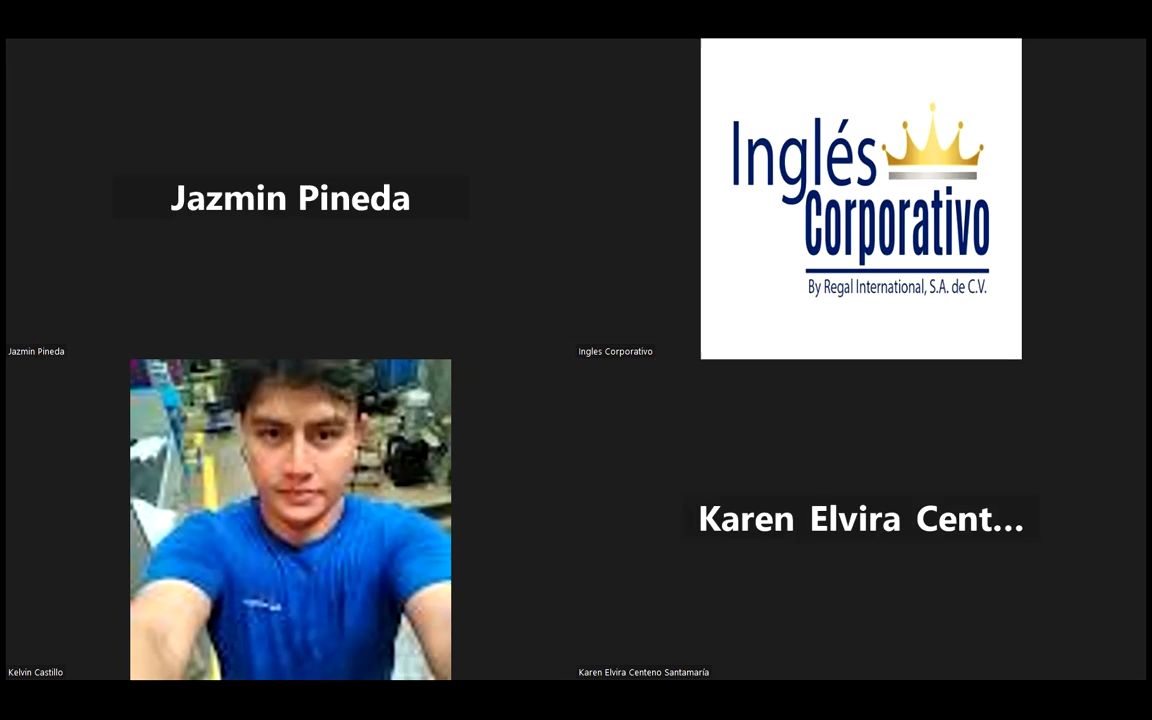 Jazmin Pineda
Inglés
Corporativo
By Regal International, S.A. de C.V.
Jazmin Pineda
Ingles Corporativo
Karen Elvira Cent...
Kelvin Castillo
Karen Elvira Centeno Santamaría